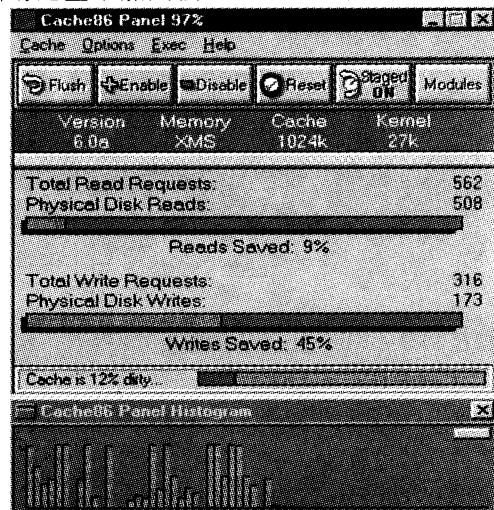 Cache86 Panel 97%
Cache Options Exec Help
Flush Enable Disable Reset Staged ON Modules
Version Memory Cache Kernel
6.0a XMS 1024k 27k
Total Read Requests: 562
Physical Disk Reads: 508
Reads Saved: 9%
Total Write Requests: 316
Physical Disk Writes: 173
Writes Saved: 45%
Cache is 12% dirty...
Cache86 Panel Histogram